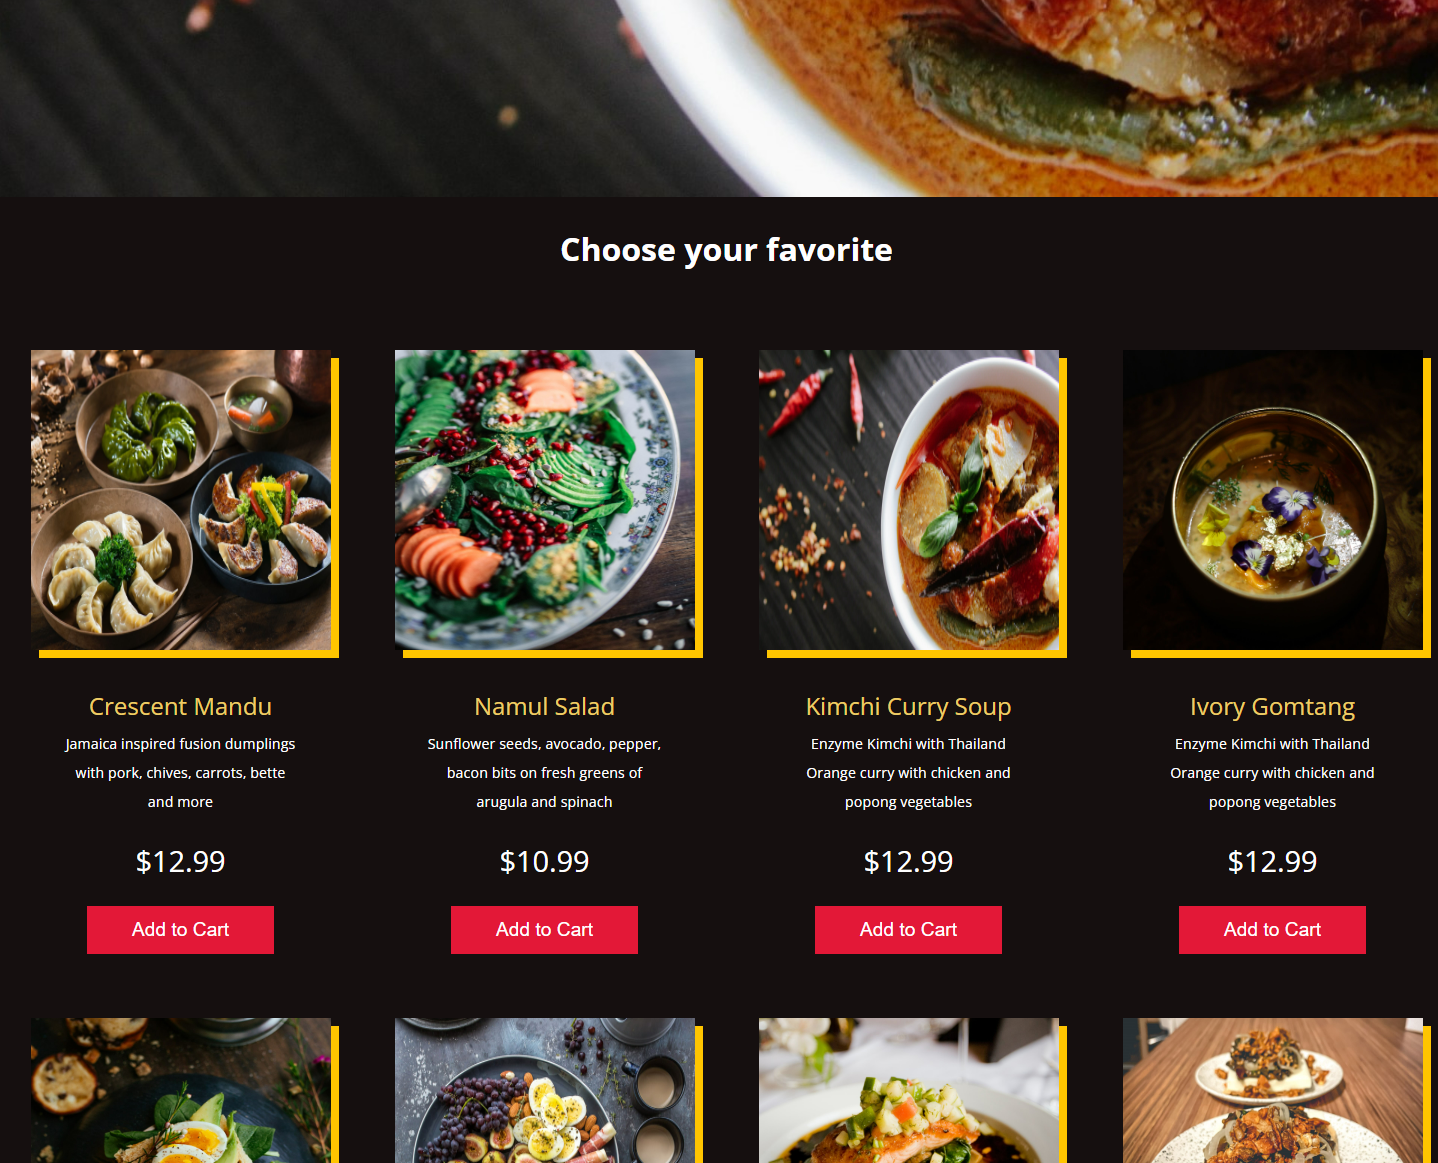 Choose your favorite
Crescent Mandu
Jamaica inspired fusion dumplings
with pork, chives, carrots, bette
and more
$12.99
Add to Cart
Namul Salad
Sunflower seeds, avocado, pepper,
bacon bits on fresh greens of
arugula and spinach
$10.99
Add to Cart
Kimchi Curry Soup
Enzyme Kimchi with Thailand
Orange curry with chicken and
popong vegetables
$12.99
Add to Cart
Ivory Gomtang
Enzyme Kimchi with Thailand
Orange curry with chicken and
popong vegetables
$12.99
Add to Cart